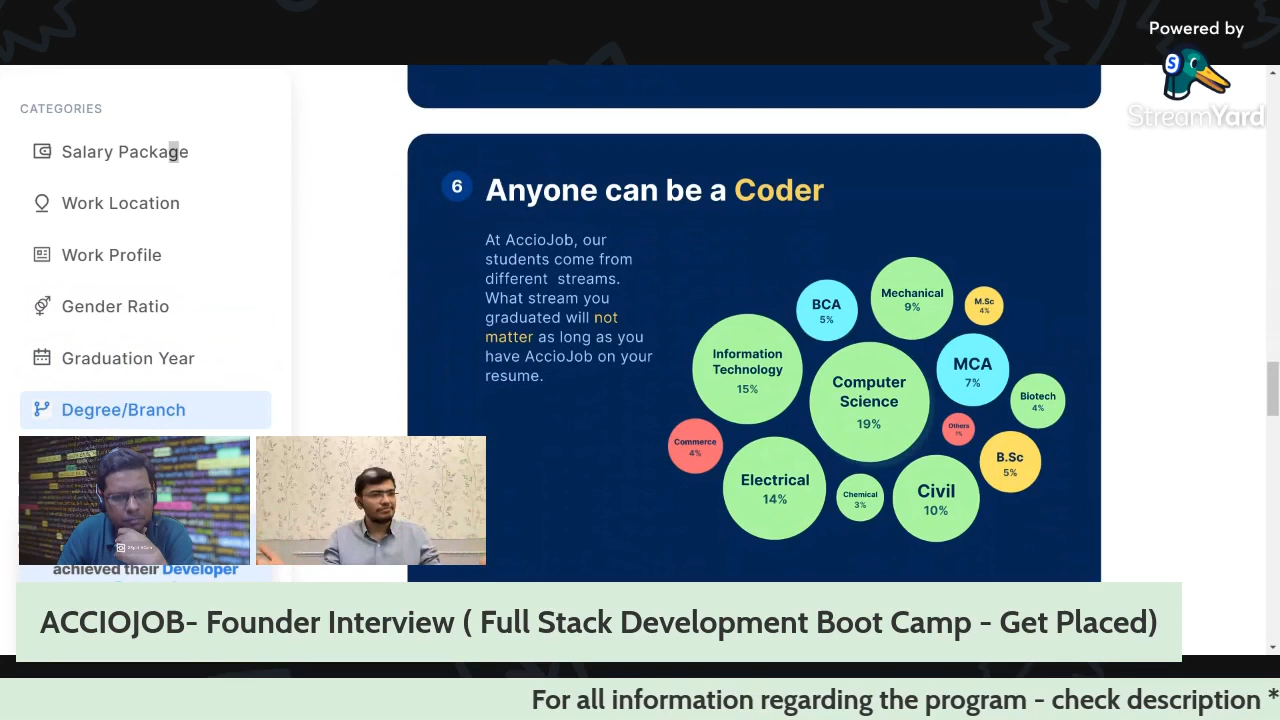 Powered by
StreamYard
CATEGORIES
Salary Package
Work Location
Work Profile
Gender Ratio
Graduation Year
Degree/Branch
achieved their Developer
6
Anyone can be a Coder
At AccioJob, our
students come from
different streams.
What stream you
graduated will not
matter as long as you
have AccioJob on your
resume.
BCA
5%
Mechanical
9%
M.Sc
4%
Information
Technology
15%
Computer
Science
19%
MCA
7%
Biotech
4%
Commerce
4%
Others
1%
B.Sc
5%
Electrical
14%
Chemical
3%
Civil
10%
ACCIOJOB- Founder Interview ( Full Stack Development Boot Camp - Get Placed)
For all information regarding the program - check description *